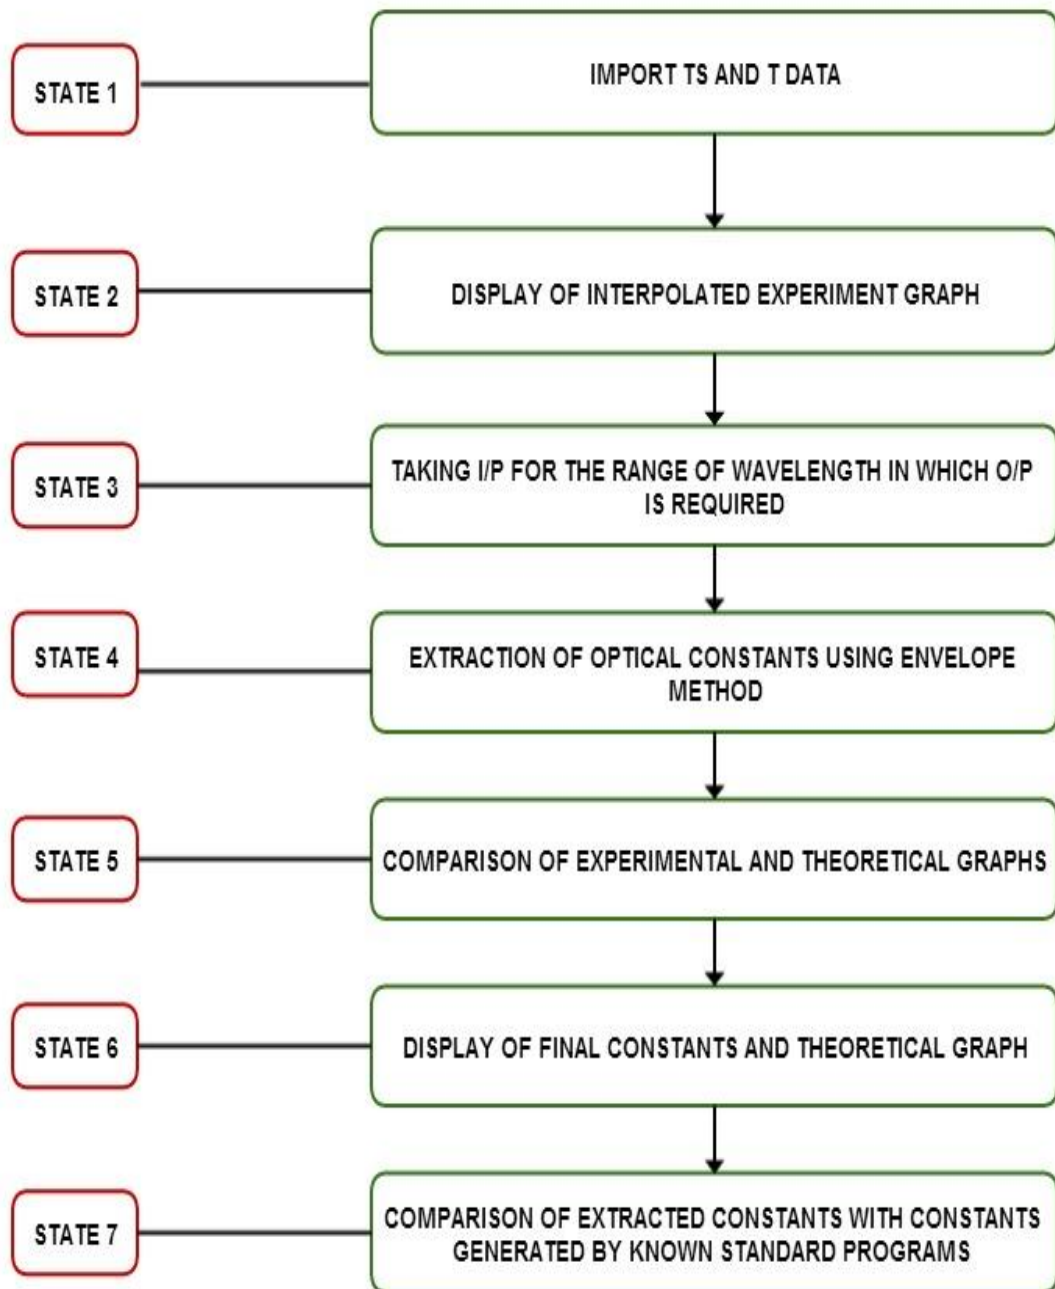 STATE 1
IMPORT TS AND T DATA
STATE 2
DISPLAY OF INTERPOLATED EXPERIMENT GRAPH
STATE 3
TAKING I/P FOR THE RANGE OF WAVELENGTH IN WHICH O/P
IS REQUIRED
STATE 4
EXTRACTION OF OPTICAL CONSTANTS USING ENVELOPE
METHOD
STATE 5
COMPARISON OF EXPERIMENTAL AND THEORETICAL GRAPHS
STATE 6
DISPLAY OF FINAL CONSTANTS AND THEORETICAL GRAPH
STATE 7
COMPARISON OF EXTRACTED CONSTANTS WITH CONSTANTS
GENERATED BY KNOWN STANDARD PROGRAMS